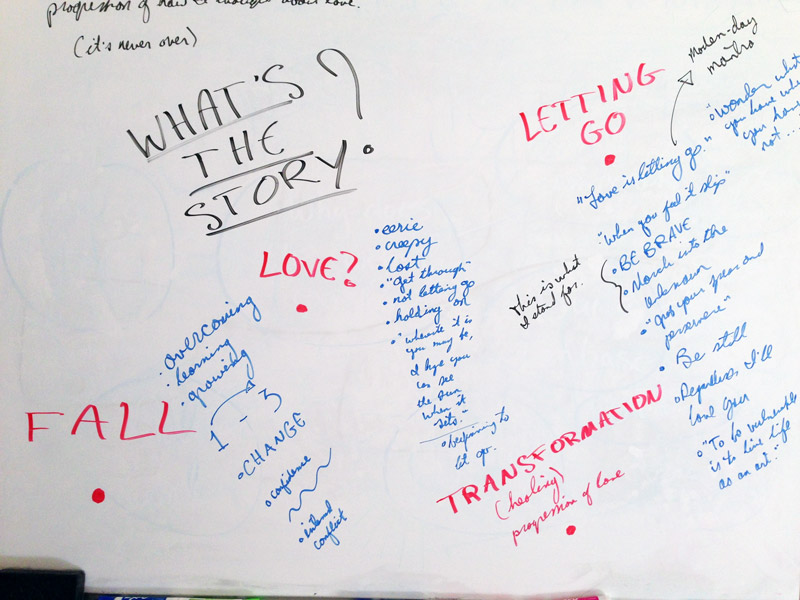 progression of how I thought about love.
(it's never over)
WHAT'S
THE
STORY?
LOVE?
• eerie
• creepy
• Lost
• "get through"
• not letting go
• holding on
• "wherever it is
you may be,
I hope you
can see
the sun
when it
sets."
• beginning to
let go.
• overcoming
• learning
• growing
1 - 3
• CHANGE
• confidence
• internal
conflict
FALL
LETTING
GO
modern-day
mantra
"Love is letting go."
• "Wonder what
you have when
you have
not ...
"When you feel it slip"
• BE BRAVE
• March into the
unknown
• "Put your fears and
persevere"
This is what
I stand for.
• Be still
• Regardless I'll
love you
• "To be vulnerable
is to live life
as an art."
TRANSFORMATION
(healing)
progression of love